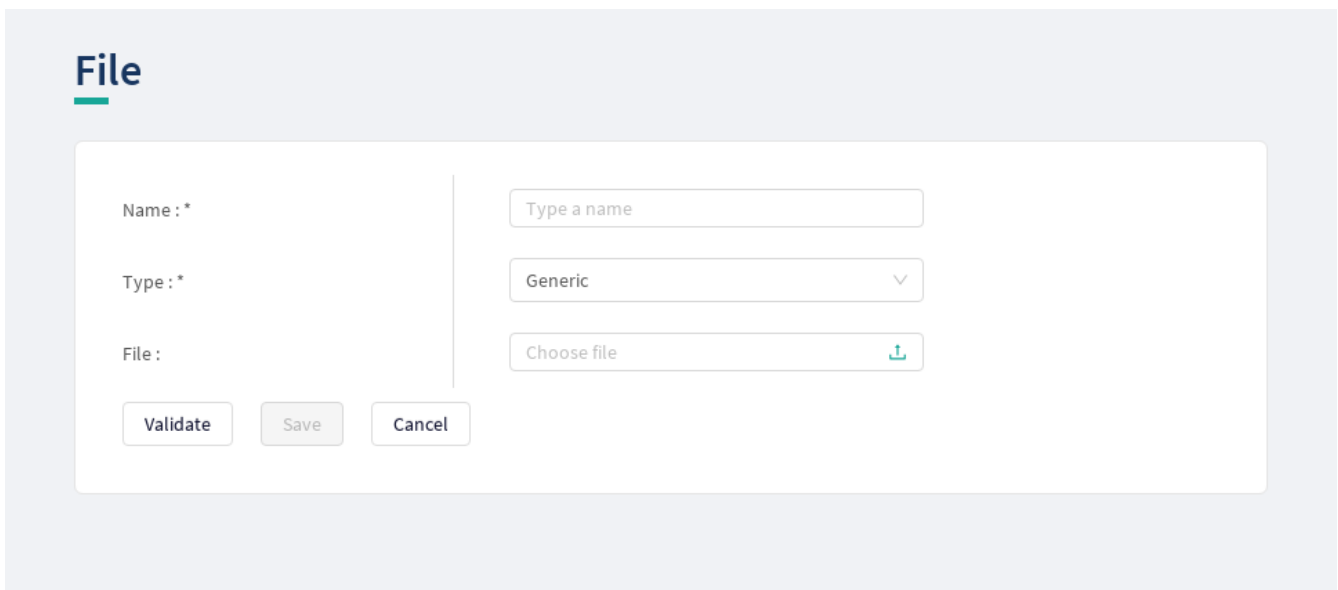 File
Name : *
Type a name
Type : *
Generic
File :
Choose file
Validate
Save
Cancel